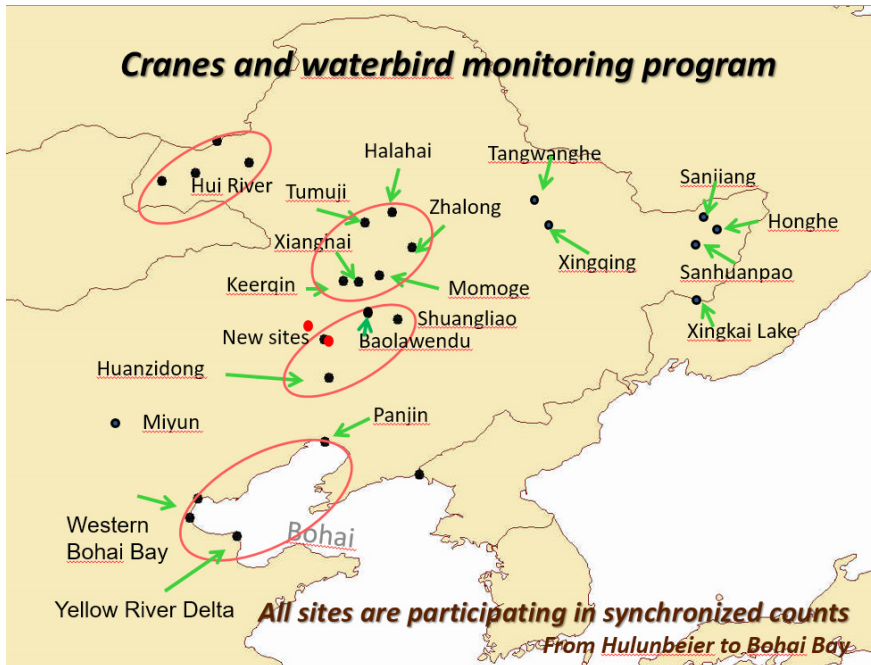 Cranes and waterbird monitoring program
Halahai
Tangwanghe
Sanjiang
Hui River
Tumuji
Zhalong
Honghe
Xianghai
Xingqing
Sanhuanpao
Keerqin
Momoge
Xingkai Lake
New sites
Shuangliao
Baolawendu
Huanzidong
Miyun
Panjin
Western
Bohai Bay
Bohai
Yellow River Delta
All sites are participating in synchronized counts
From Hulunbeier to Bohai Bay